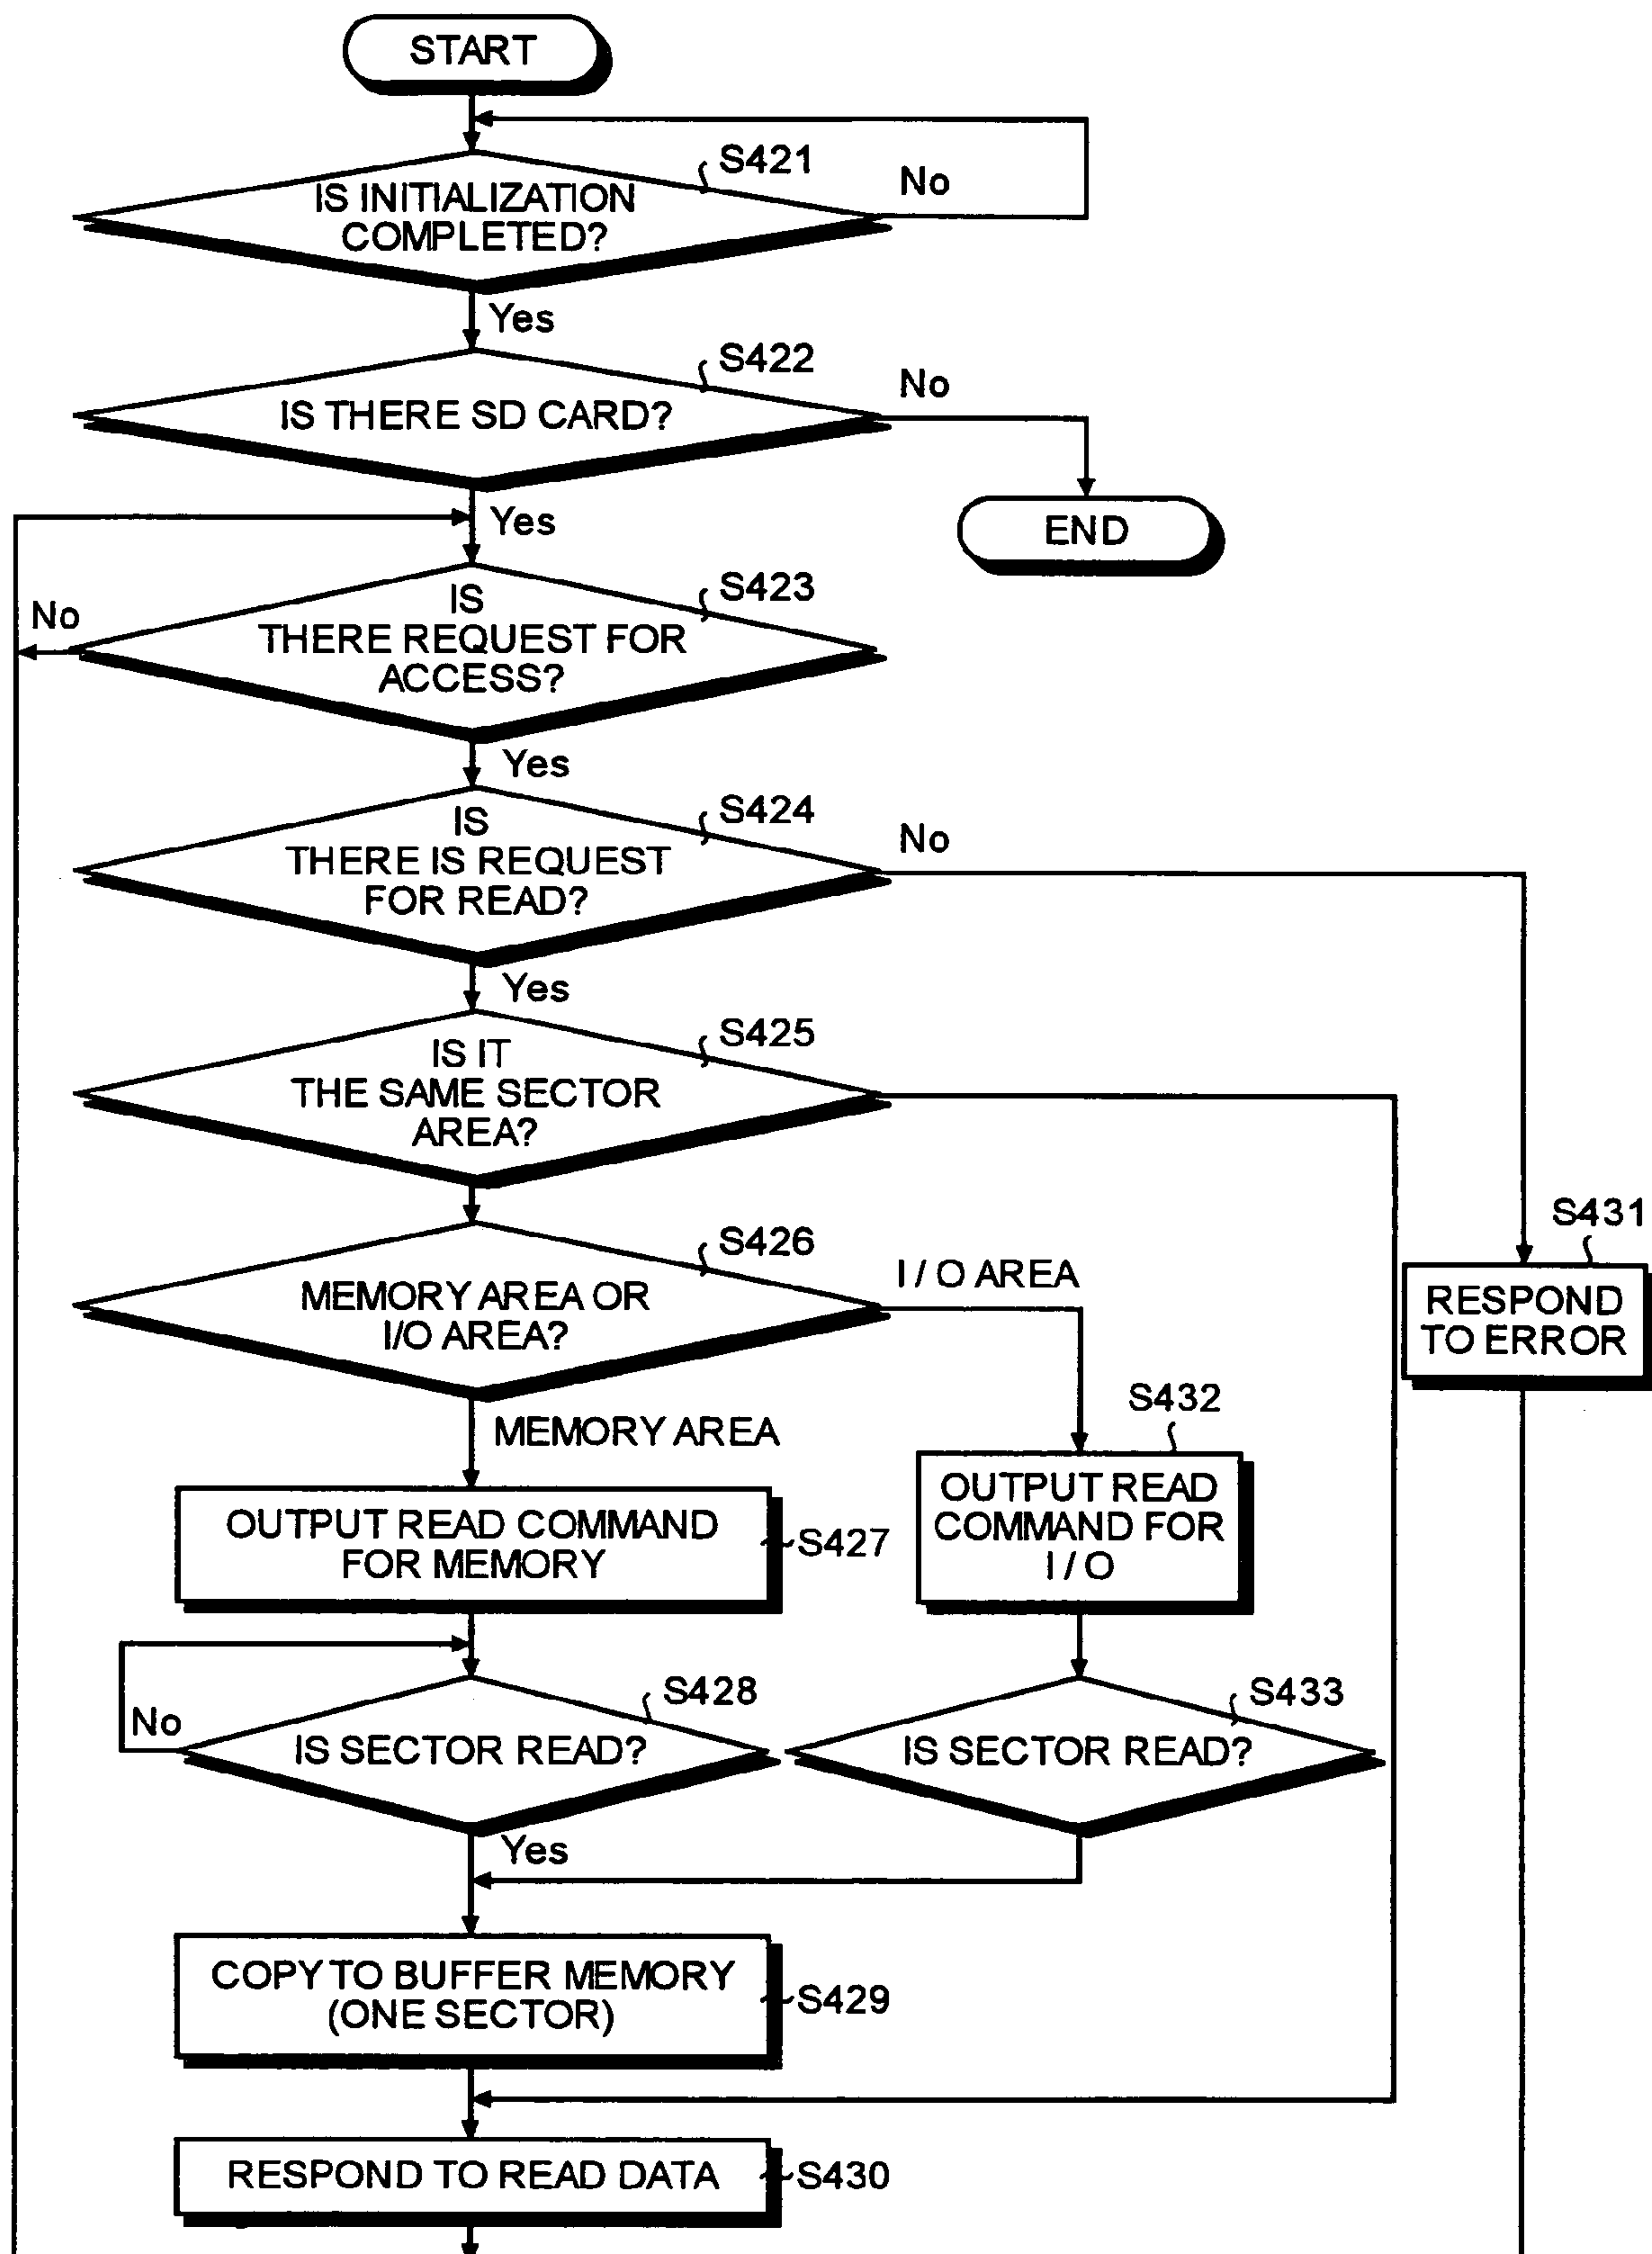 START
S421
IS INITIALIZATION
COMPLETED?
No
Yes
S422
IS THERE SD CARD?
No
END
Yes
S423
IS
THERE REQUEST FOR
ACCESS?
No
Yes
S424
IS
THERE IS REQUEST
FOR READ?
No
Yes
S425
IS IT
THE SAME SECTOR
AREA?
S426
MEMORY AREA OR
I/O AREA?
I / O AREA
S431
RESPOND
TO ERROR
MEMORY AREA
S432
OUTPUT READ
COMMAND FOR
I / O
OUTPUT READ COMMAND
FOR MEMORY
S427
S428
IS SECTOR READ?
No
S433
IS SECTOR READ?
Yes
COPY TO BUFFER MEMORY
(ONE SECTOR)
S429
RESPOND TO READ DATA
S430